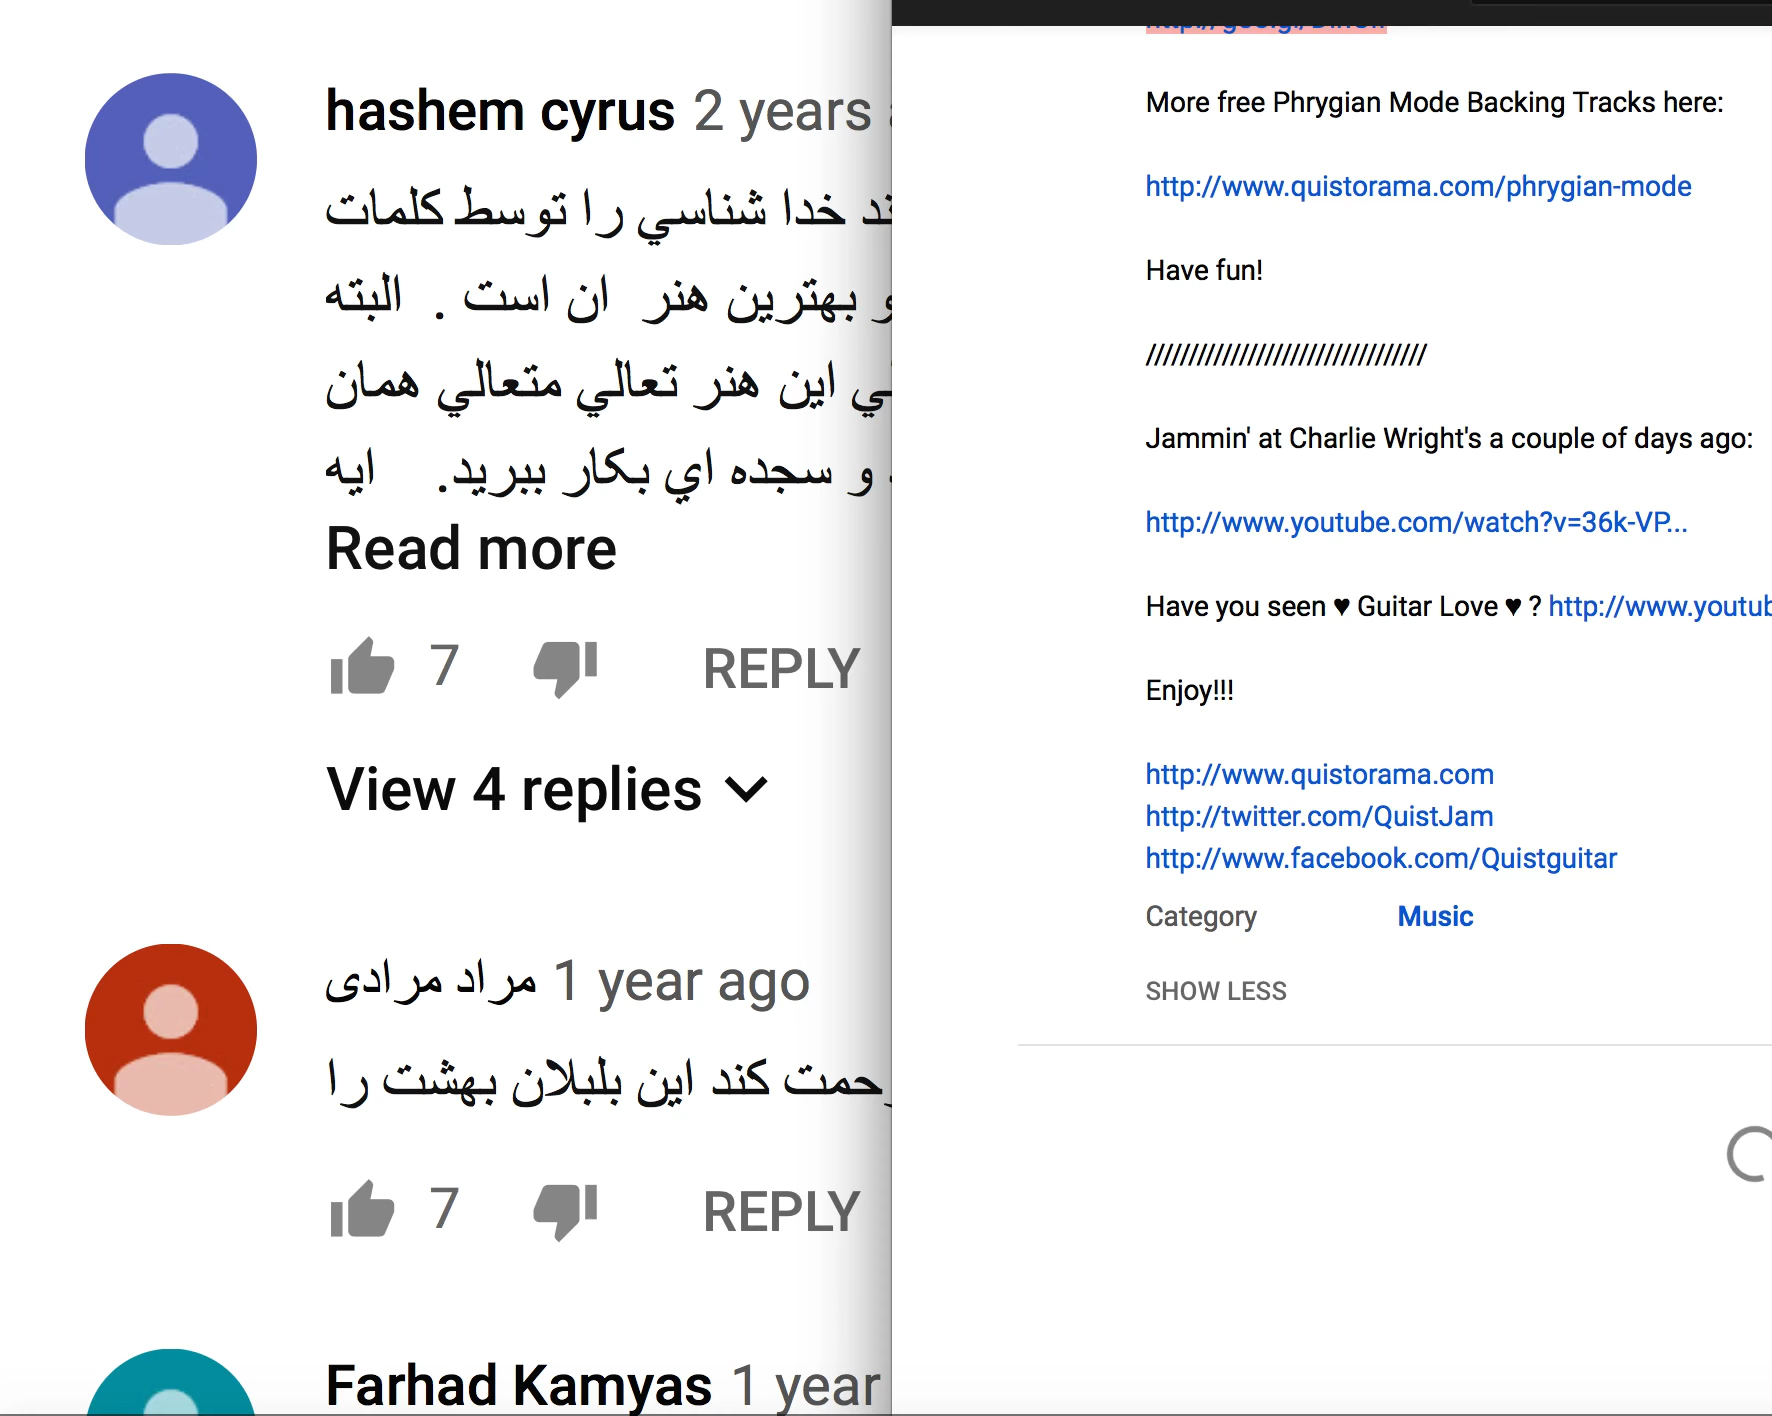 hashem cyrus 2 years
خدا شناسي را توسط كلمات
و بهترين هنر ان است . البته
اين هنر تعالي متعالي همان
و سجده اي بكار ببريد. ايه
Read more
7 REPLY
View 4 replies
مراد مرادی 1 year ago
رحمت کند این بلبلان بهشت را
7 REPLY
Farhad Kamyas 1 year
More free Phrygian Mode Backing Tracks here:
http://www.quistorama.com/phrygian-mode
Have fun!
/////////////////////////////////
Jammin' at Charlie Wright's a couple of days ago:
http://www.youtube.com/watch?v=36k-VP...
Have you seen ♥ Guitar Love ♥ ? http://www.youtub
Enjoy!!!
http://www.quistorama.com
http://twitter.com/QuistJam
http://www.facebook.com/Quistguitar
Category Music
SHOW LESS